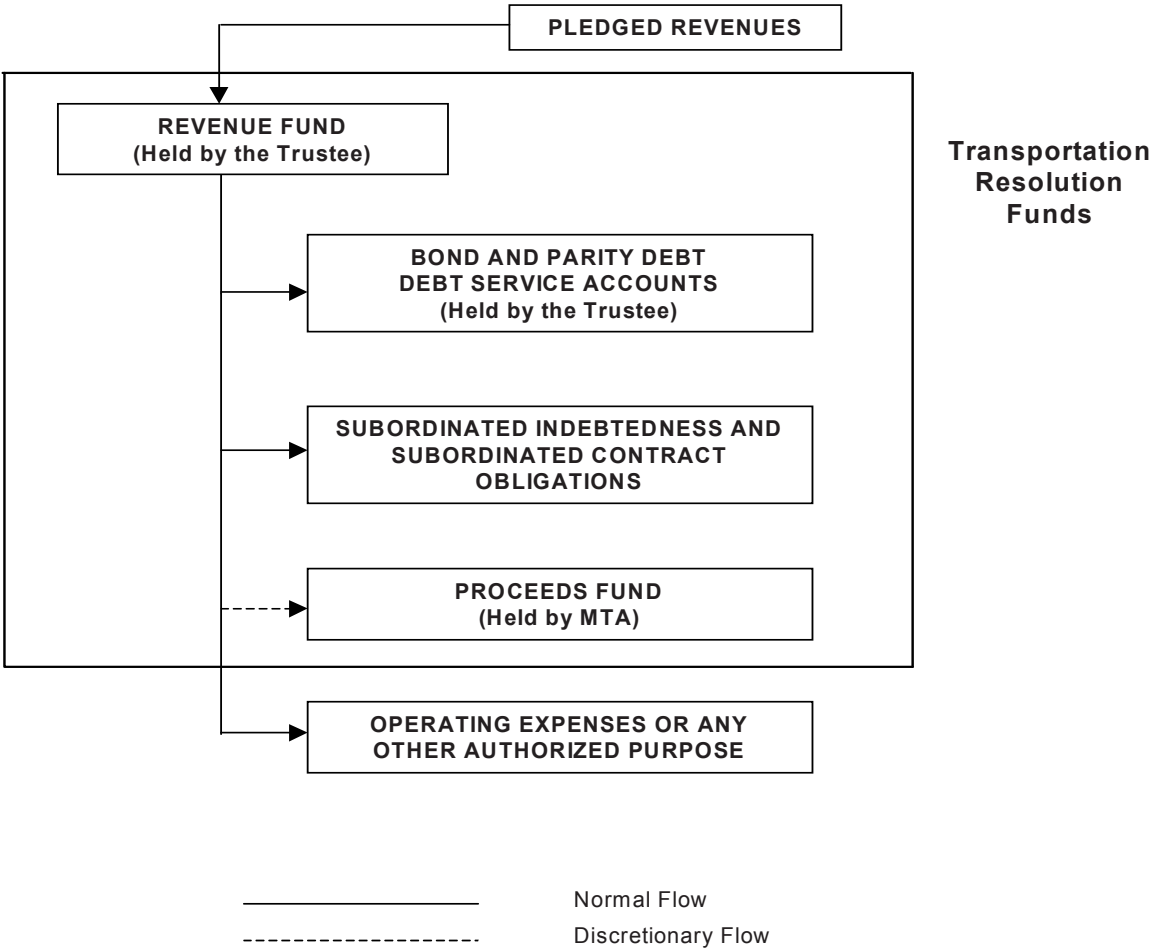 PLEDGED REVENUES
REVENUE FUND
(Held by the Trustee)
Transportation
Resolution
Funds
BOND AND PARITY DEBT
DEBT SERVICE ACCOUNTS
(Held by the Trustee)
SUBORDINATED INDEBTEDNESS AND
SUBORDINATED CONTRACT
OBLIGATIONS
PROCEEDS FUND
(Held by MTA)
OPERATING EXPENSES OR ANY
OTHER AUTHORIZED PURPOSE
Normal Flow
Discretionary Flow